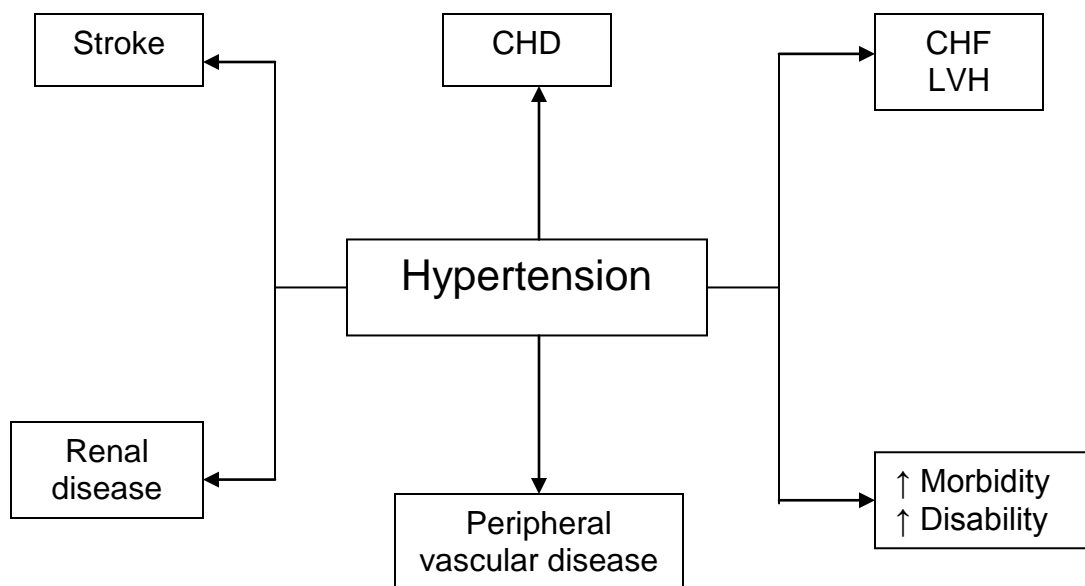 Stroke
CHD
CHF
LVH
Hypertension
Renal
disease
Peripheral
vascular disease
↑ Morbidity
↑ Disability